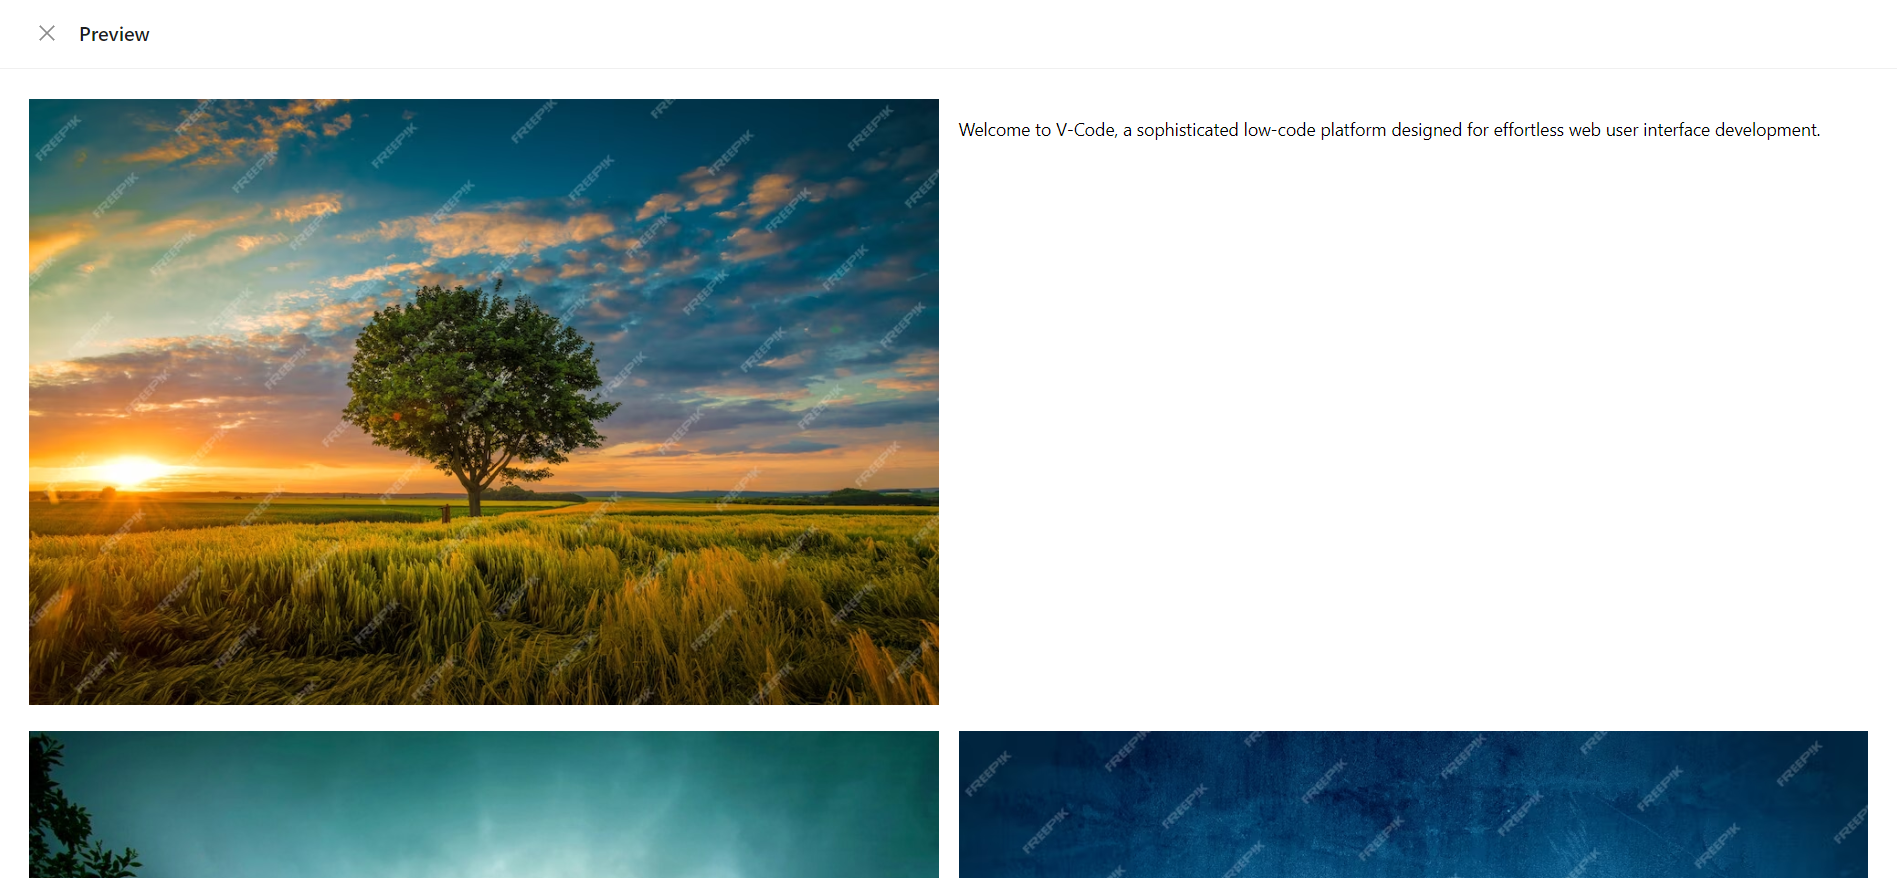 Preview
Welcome to V-Code, a sophisticated low-code platform designed for effortless web user interface development.
FREEPIK